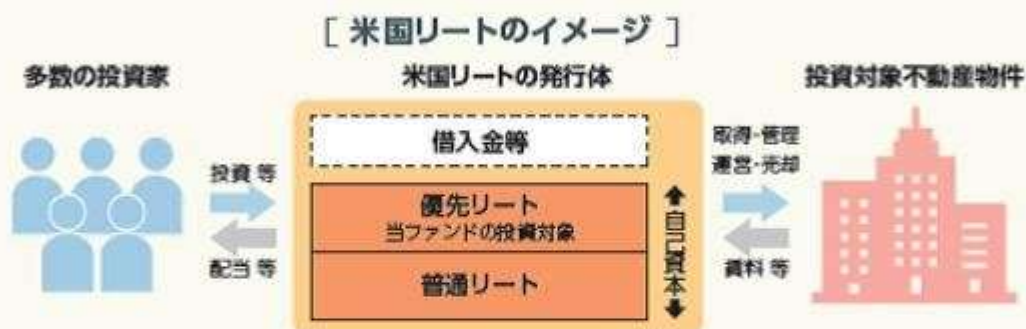 [ 米国リートのイメージ ]
多数の投資家
米国リートの発行体
投資対象不動産物件
借入金等
投資 等
配当 等
優先リート
当ファンドの投資対象
普通リート
自己資本
取得・管理
運営・売却
賃料 等